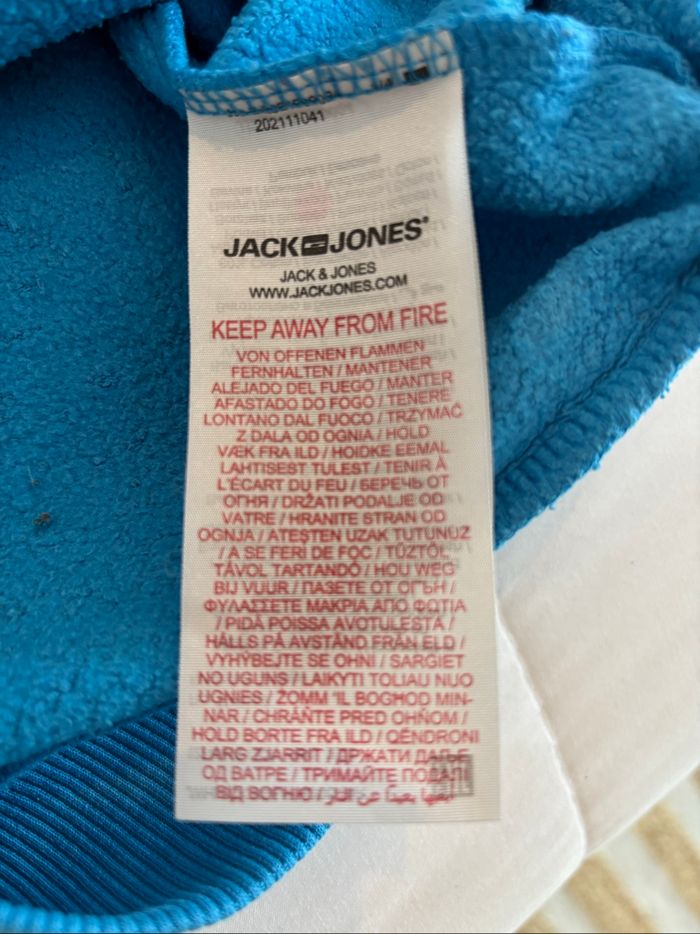 202111041
JACK JONES®
JACK & JONES
WWW.JACKJONES.COM
KEEP AWAY FROM FIRE
VON OFFENEN FLAMMEN
FERNHALTEN / MANTENER
ALEJADO DEL FUEGO / MANTER
AFASTADO DO FOGO / TENERE
LONTANO DAL FUOCO / TRZYMAĆ
Z DALA OD OGNIA / HOLD
VÆK FRA ILD / HOIDKE EEMAL
LAHTISEST TULEST / TENIR À
L'ÉCART DU FEU / БЕРЕЧЬ ОТ
ОГНЯ / DRŽATI PODALJE OD
VATRE / HRANITE STRAN OD
OGNJA / ATEŞTEN UZAK TUTUNUZ
/ A SE FERI DE FOC / TŰZTŐL
TÁVOL TARTANDÓ / HOU WEG
BIJ VUUR / ПАЗЕТЕ ОТ ОГЪН /
ΦΥΛΑΣΣΕΤΕ ΜΑΚΡΙΑ ΑΠΟ ΦΩΤΙΑ
/ PIDÄ POISSA AVOTULESTA /
HÅLLS PÅ AVSTÅND FRÅN ELD /
VYHÝBEJTE SE OHNI / SARGIET
NO UGUNS / LAIKYTI TOLIAU NUO
UGNIES / ŻOMM 'IL BOGĦOD MIN-
NAR / CHRÁŇTE PRED OHŇOM /
HOLD BORTE FRA ILD / QËNDRONI
LARG ZJARRIT / ДРЖАТИ ДАЉЕ
ОД ВАТРЕ / ТРИМАЙТЕ ПОДАЛІ
ВІД ВОГНЮ / ابقها بعيدًا عن النار